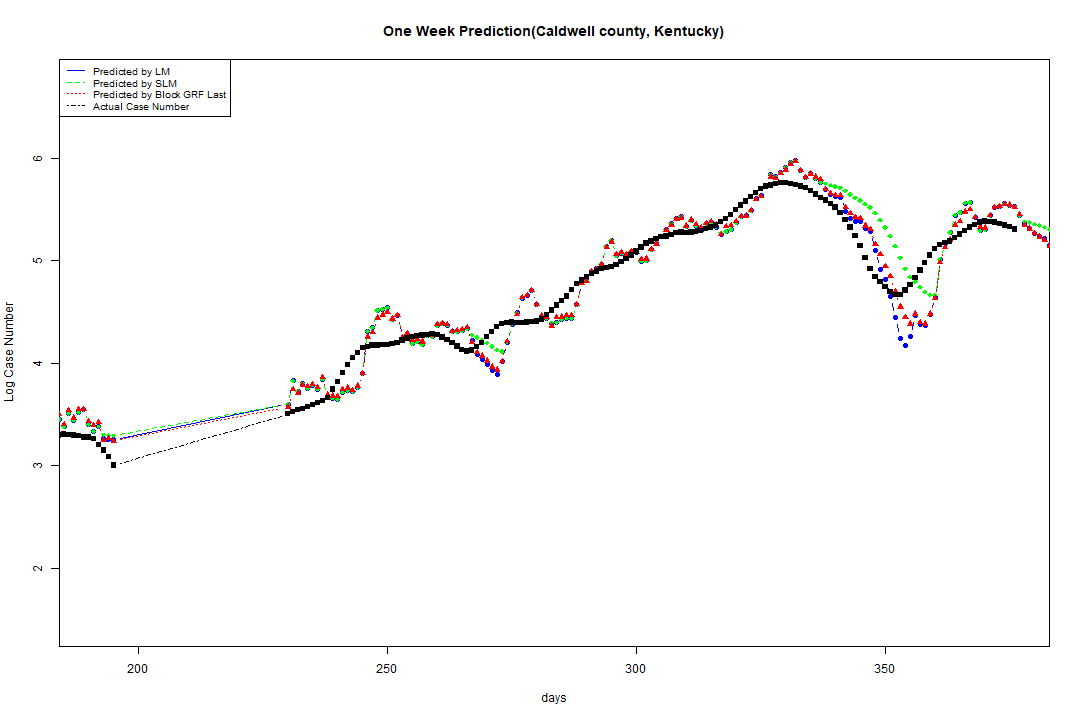 One Week Prediction(Caldwell county, Kentucky)
Predicted by LM
Predicted by SLM
Predicted by Block GRF Last
Actual Case Number
Log Case Number
6
5
4
3
2
200 250 300 350
days